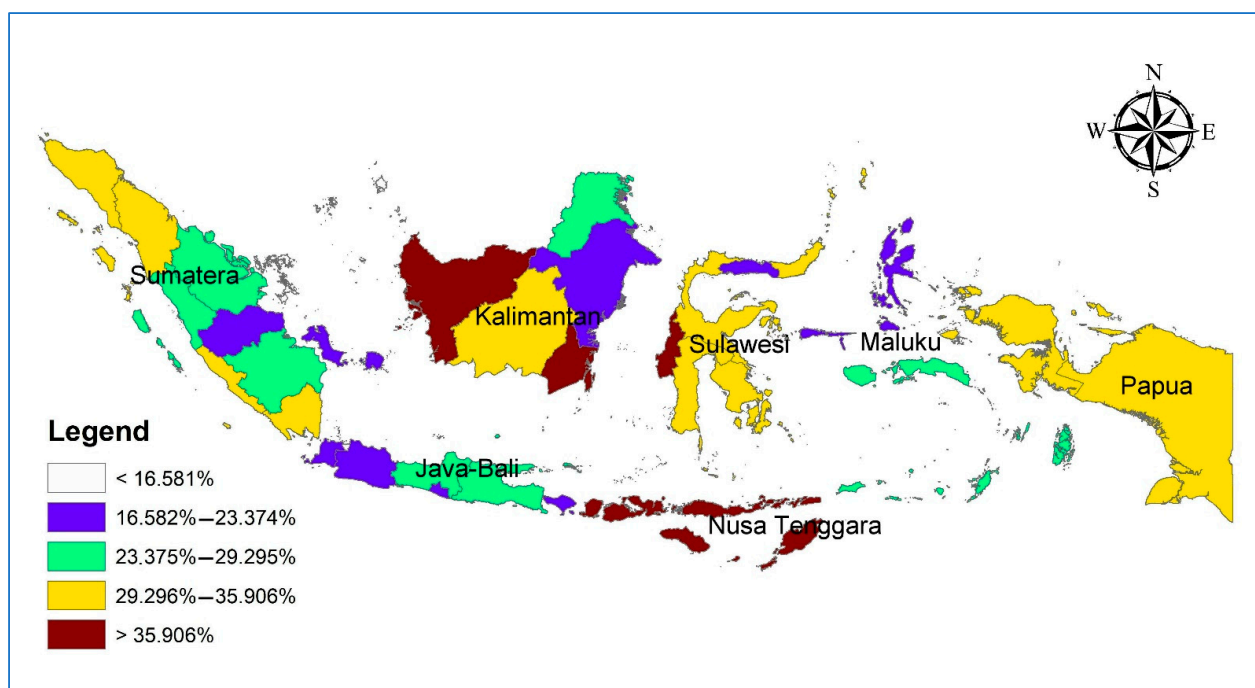 N
W E
S
Sumatera
Kalimantan
Sulawesi
Maluku
Papua
Java-Bali
Nusa Tenggara
Legend
< 16.581%
16.582%—23.374%
23.375%—29.295%
29.296%—35.906%
> 35.906%